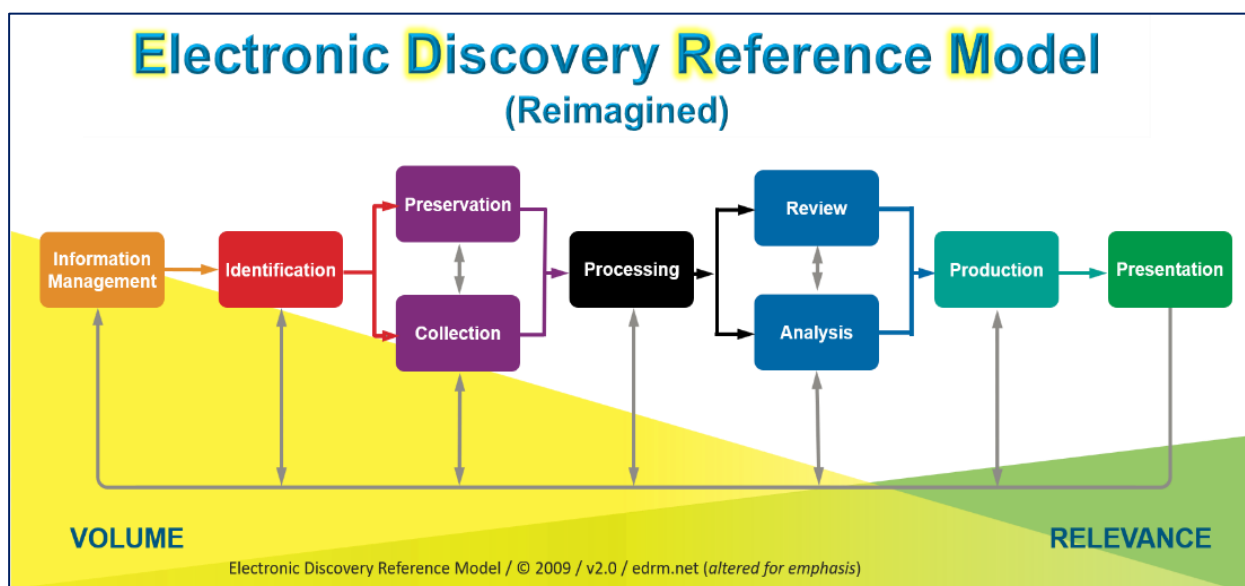 Electronic Discovery Reference Model
(Reimagined)
Information
Management
Identification
Preservation
Collection
Processing
Review
Analysis
Production
Presentation
VOLUME
RELEVANCE
Electronic Discovery Reference Model / © 2009 / v2.0 / edrm.net (altered for emphasis)